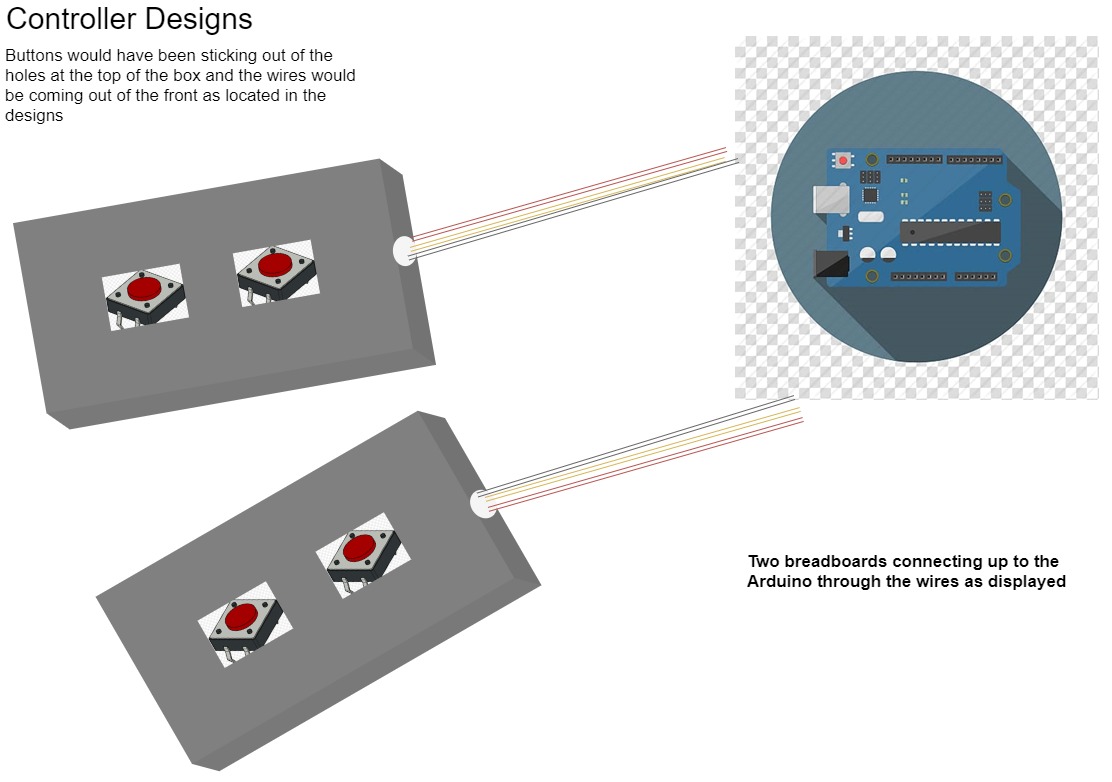 Controller Designs
Buttons would have been sticking out of the
holes at the top of the box and the wires would
be coming out of the front as located in the
designs
Two breadboards connecting up to the
Arduino through the wires as displayed